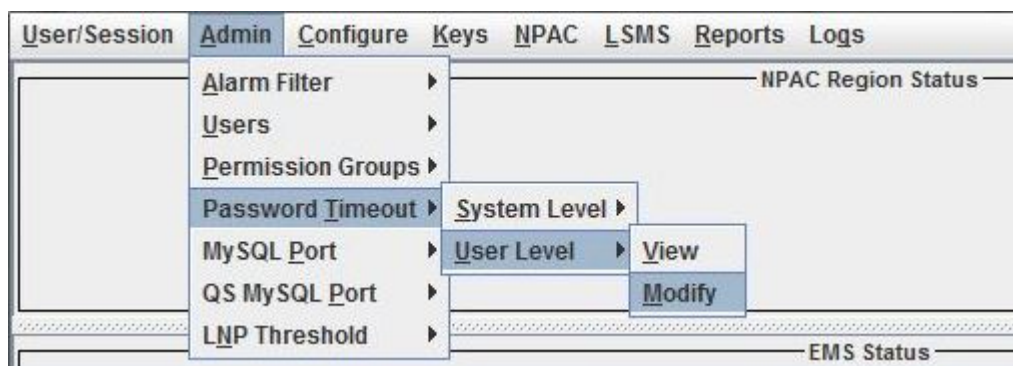 User/Session Admin Configure Keys NPAC LSMS Reports Logs
NPAC Region Status
Alarm Filter
Users
Permission Groups
Password Timeout
System Level
MySQL Port
User Level
View
QS MySQL Port
Modify
LNP Threshold
EMS Status